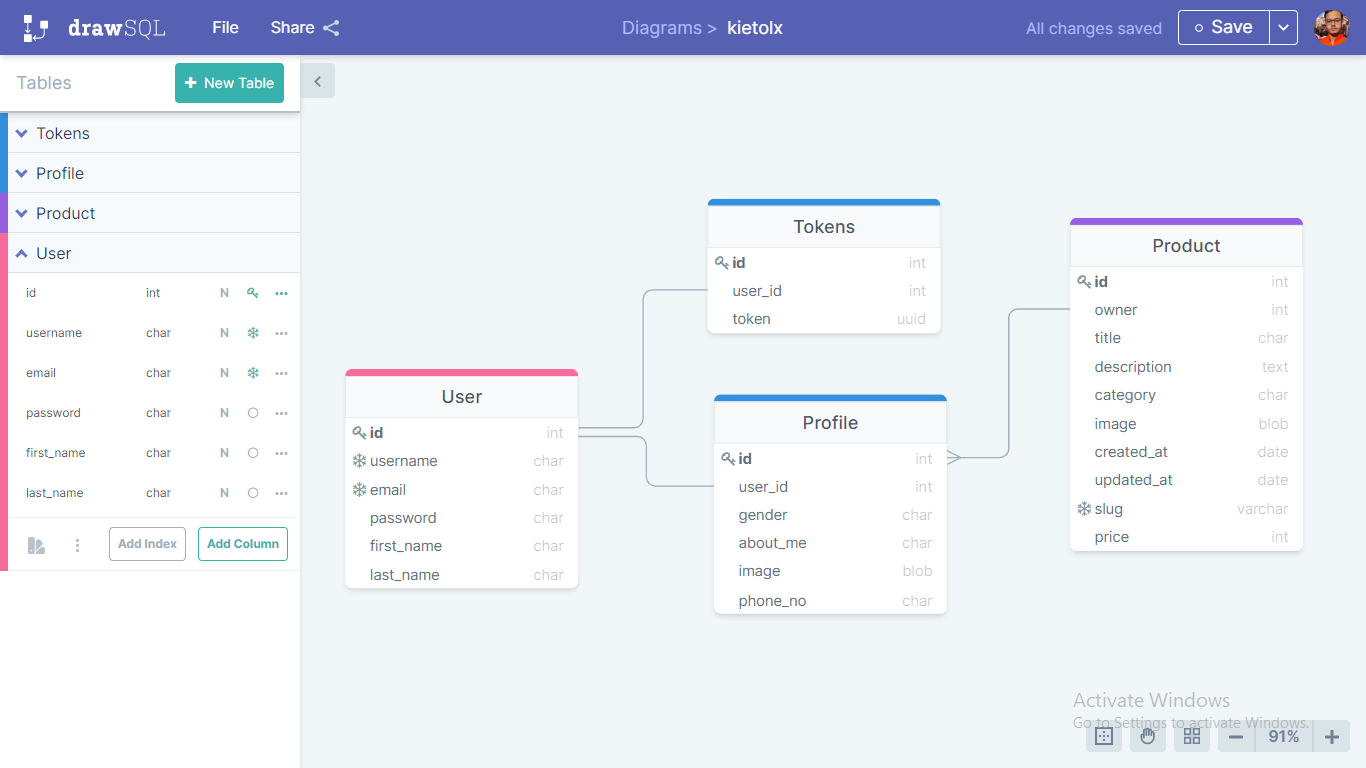 drawSQL File Share Diagrams > kietolx All changes saved Save
Tables + New Table
Tokens
Profile
Product
User
id int N
username char N
email char N
password char N
first_name char N
last_name char N
Add Index Add Column
User
id int
username char
email char
password char
first_name char
last_name char
Tokens
id int
user_id int
token uuid
Profile
id int
user_id int
gender char
about_me char
image blob
phone_no char
Product
id int
owner int
title char
description text
category char
image blob
created_at date
updated_at date
slug varchar
price int
Activate Windows
Go to Settings to activate Windows.
91%